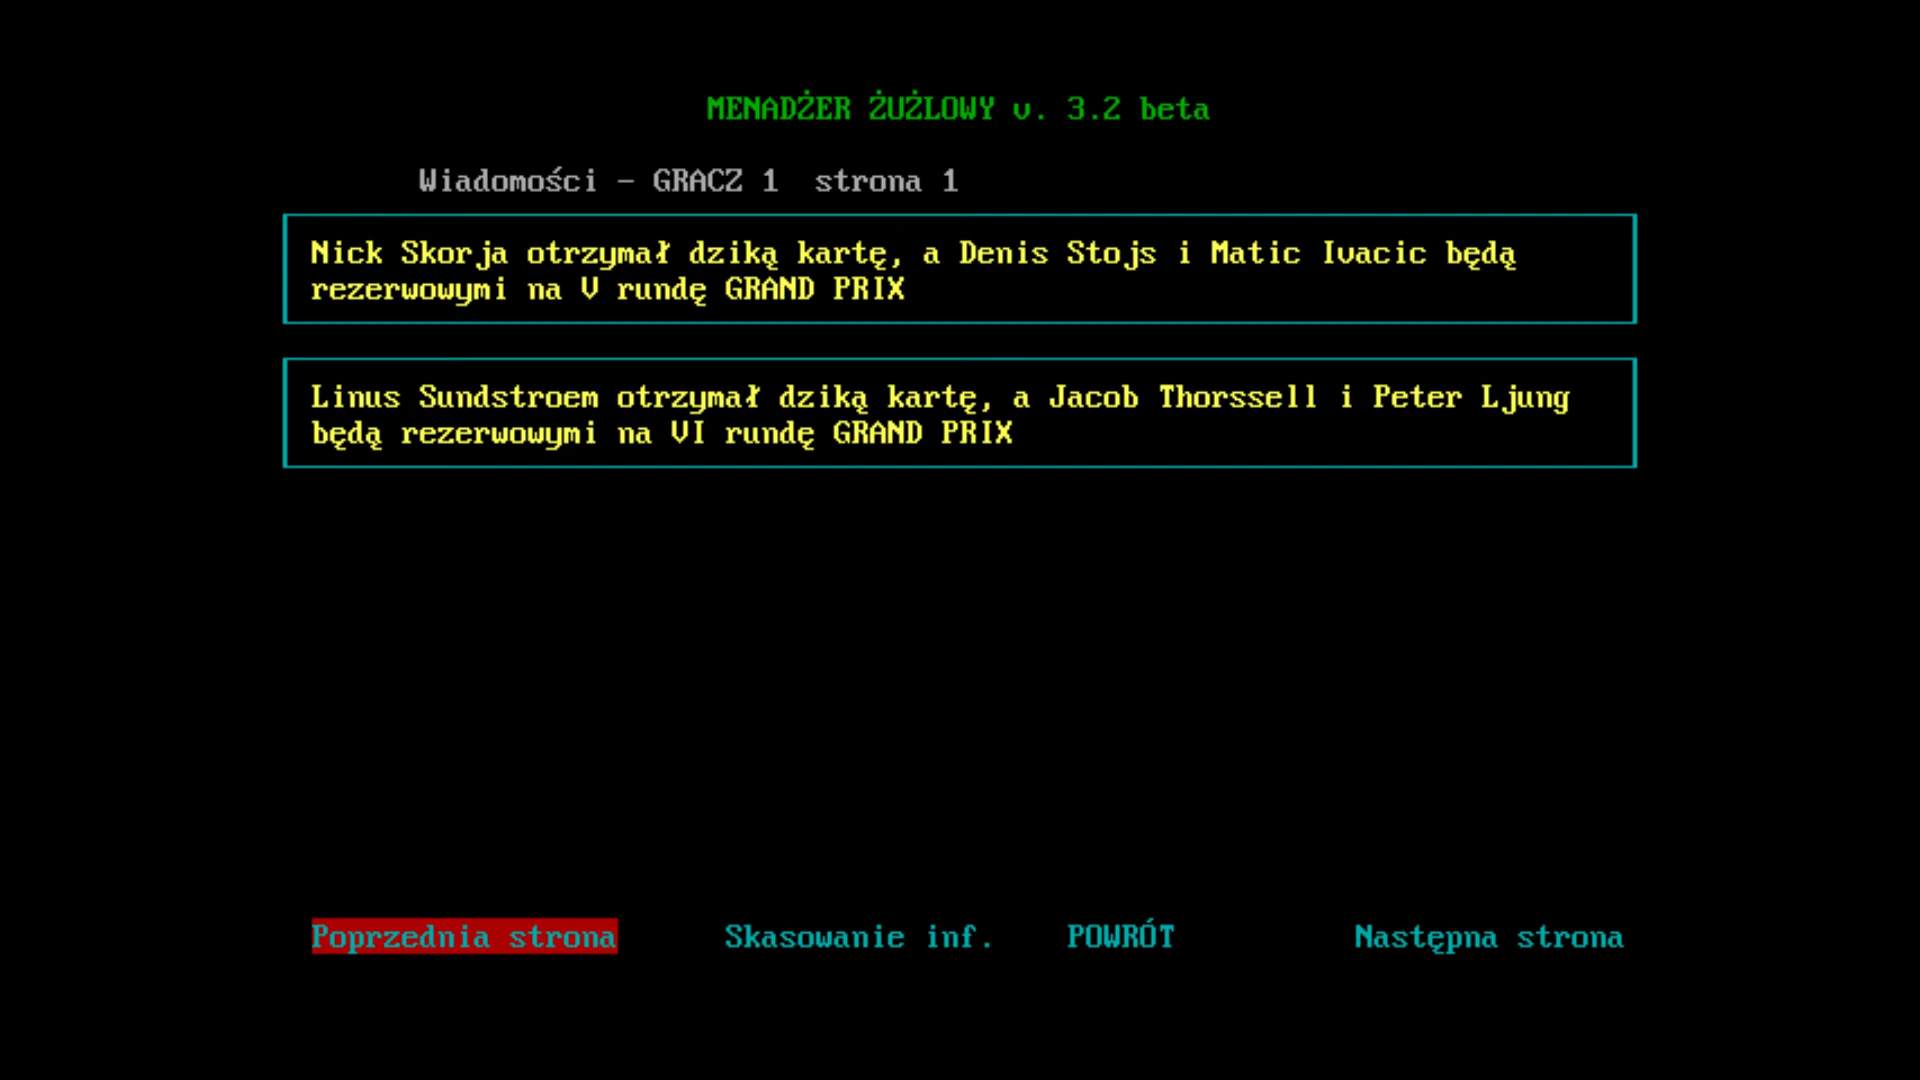 MENADŻER ŻUŻLOWY v. 3.2 beta
Wiadomości - GRACZ 1 strona 1
Nick Skorja otrzymał dziką kartę, a Denis Stojs i Matic Ivacic będą
rezerwowymi na V rundę GRAND PRIX
Linus Sundstroem otrzymał dziką kartę, a Jacob Thorssell i Peter Ljung
będą rezerwowymi na VI rundę GRAND PRIX
Poprzednia strona Skasowanie inf. POWRÓT Następna strona